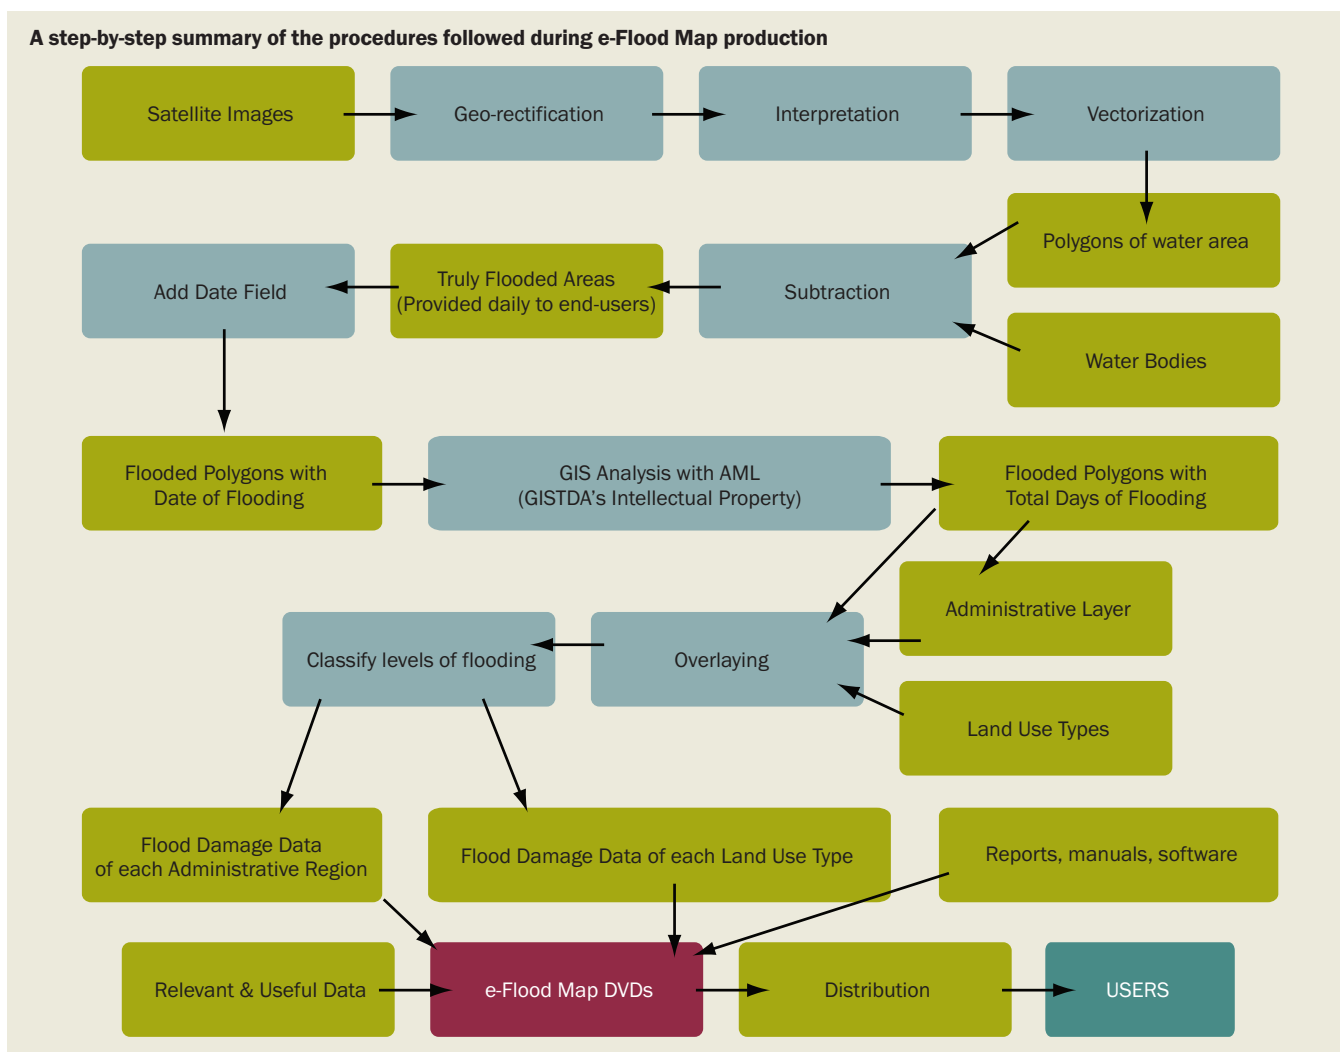 A step-by-step summary of the procedures followed during e-Flood Map production
Satellite Images
Geo-rectification
Interpretation
Vectorization
Polygons of water area
Add Date Field
Truly Flooded Areas
(Provided daily to end-users)
Subtraction
Water Bodies
Flooded Polygons with
Date of Flooding
GIS Analysis with AML
(GISTDA's Intellectual Property)
Flooded Polygons with
Total Days of Flooding
Administrative Layer
Classify levels of flooding
Overlaying
Land Use Types
Flood Damage Data
of each Administrative Region
Flood Damage Data of each Land Use Type
Reports, manuals, software
Relevant & Useful Data
e-Flood Map DVDs
Distribution
USERS